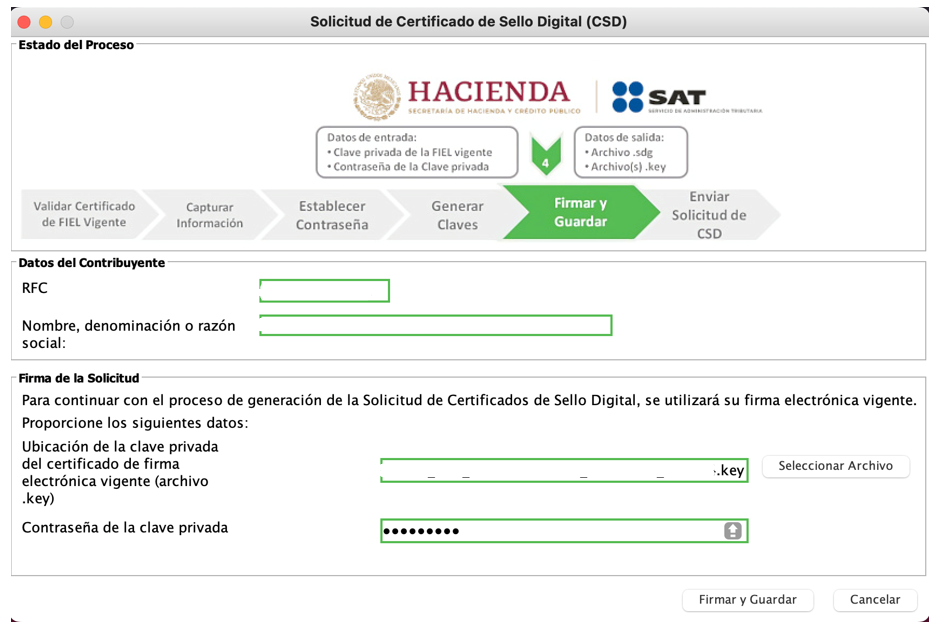 Solicitud de Certificado de Sello Digital (CSD)
Estado del Proceso
HACIENDA
SECRETARÍA DE HACIENDA Y CRÉDITO PÚBLICO
SAT
SERVICIO DE ADMINISTRACIÓN TRIBUTARIA
Datos de entrada:
• Clave privada de la FIEL vigente
• Contraseña de la Clave privada
4
Datos de salida:
• Archivo .sdg
• Archivo(s) .key
Validar Certificado
de FIEL Vigente
Capturar
Información
Establecer
Contraseña
Generar
Claves
Firmar y
Guardar
Enviar
Solicitud de
CSD
Datos del Contribuyente
RFC
Nombre, denominación o razón
social:
Firma de la Solicitud
Para continuar con el proceso de generación de la Solicitud de Certificados de Sello Digital, se utilizará su firma electrónica vigente.
Proporcione los siguientes datos:
Ubicación de la clave privada
del certificado de firma
electrónica vigente (archivo
.key)
.key
Seleccionar Archivo
Contraseña de la clave privada
•••••••••
Firmar y Guardar
Cancelar